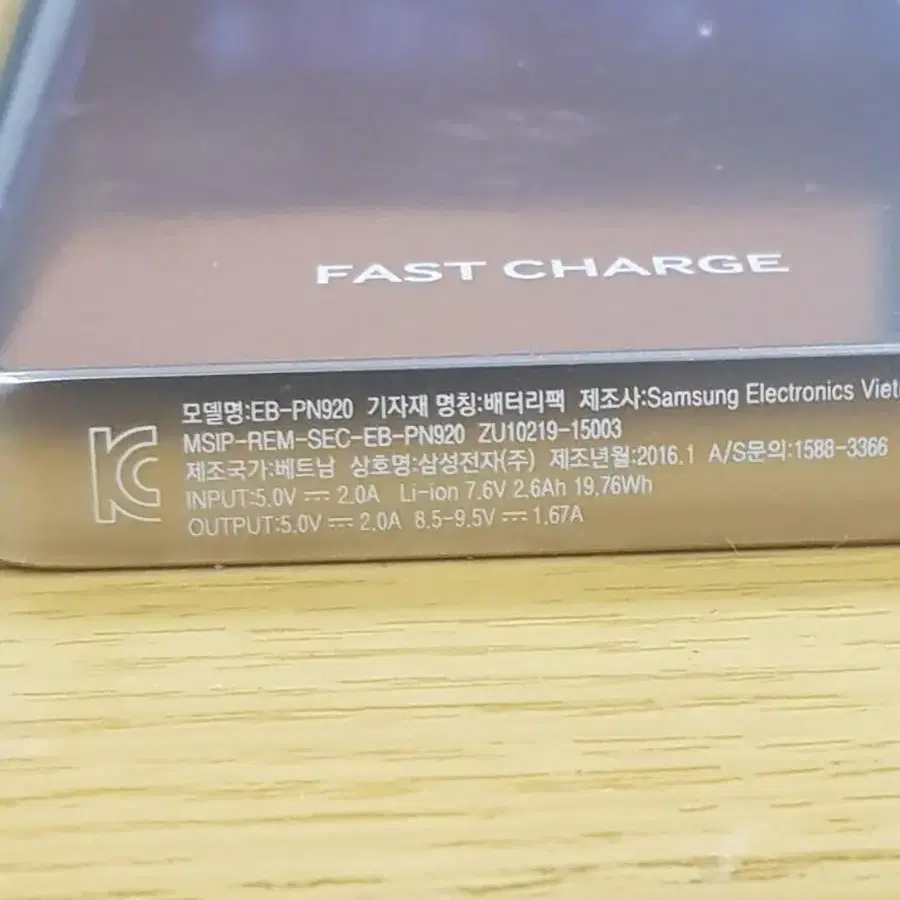 FAST CHARGE
모델명:EB-PN920 기자재 명칭:배터리팩 제조사:Samsung Electronics Viet
MSIP-REM-SEC-EB-PN920 ZU10219-15003
제조국가:베트남 상호명:삼성전자(주) 제조년월:2016.1 A/S문의:1588-3366
INPUT:5.0V ⎓ 2.0A Li-ion 7.6V 2.6Ah 19.76Wh
OUTPUT:5.0V ⎓ 2.0A 8.5-9.5V ⎓ 1.67A
KC